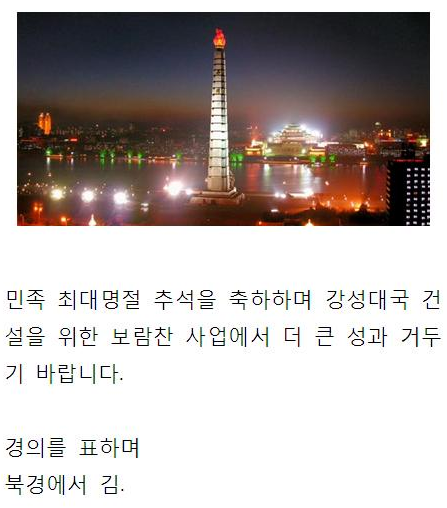 민족 최대명절 추석을 축하하며 강성대국 건
설을 위한 보람찬 사업에서 더 큰 성과 거두
기 바랍니다.
경의를 표하며
북경에서 김.